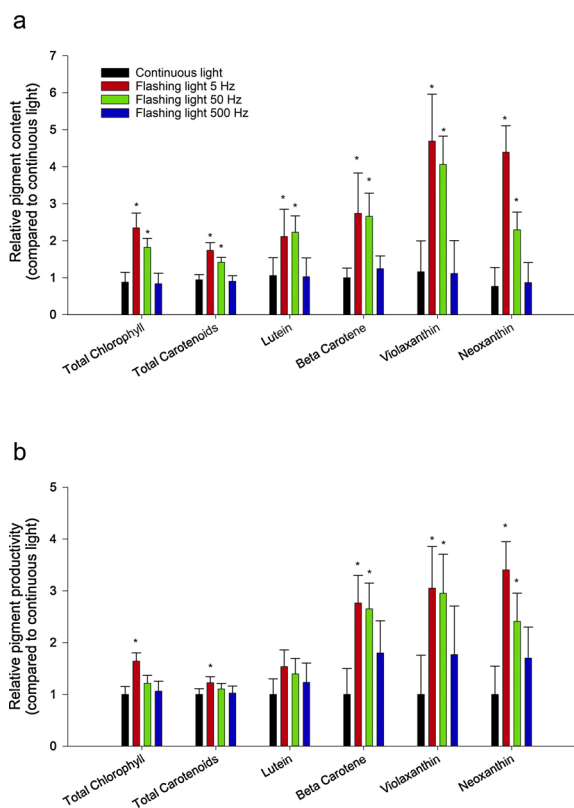 a
Relative pigment content
(compared to continuous light)
7
6
5
4
3
2
1
0
Continuous light
Flashing light 5 Hz
Flashing light 50 Hz
Flashing light 500 Hz
* * * * * * * * * * * *
Total Chlorophyll
Total Carotenoids
Lutein
Beta Carotene
Violaxanthin
Neoxanthin
b
Relative pigment productivity
(compared to continuous light)
5
4
3
2
1
0
* * * * * * * *
Total Chlorophyll
Total Carotenoids
Lutein
Beta Carotene
Violaxanthin
Neoxanthin